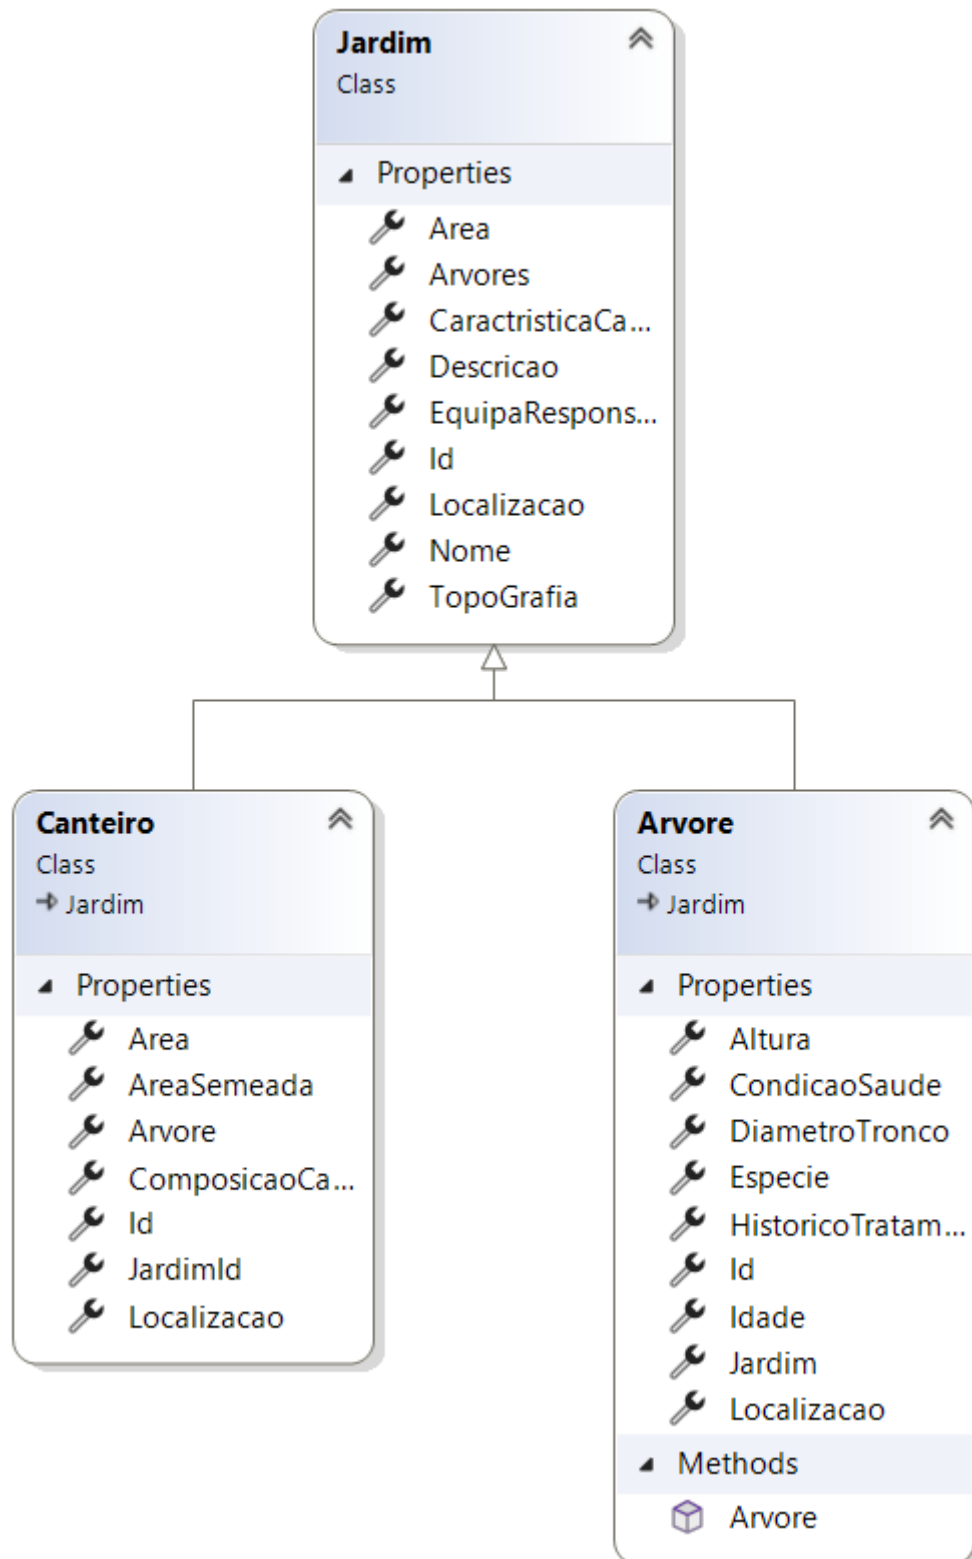 Jardim
Class
Properties
Area
Arvores
CaractristicaCa...
Descricao
EquipaRespons...
Id
Localizacao
Nome
TopoGrafia
Canteiro
Class
Jardim
Properties
Area
AreaSemeada
Arvore
ComposicaoCa...
Id
JardimId
Localizacao
Arvore
Class
Jardim
Properties
Altura
CondicaoSaude
DiametroTronco
Especie
HistoricoTratam...
Id
Idade
Jardim
Localizacao
Methods
Arvore